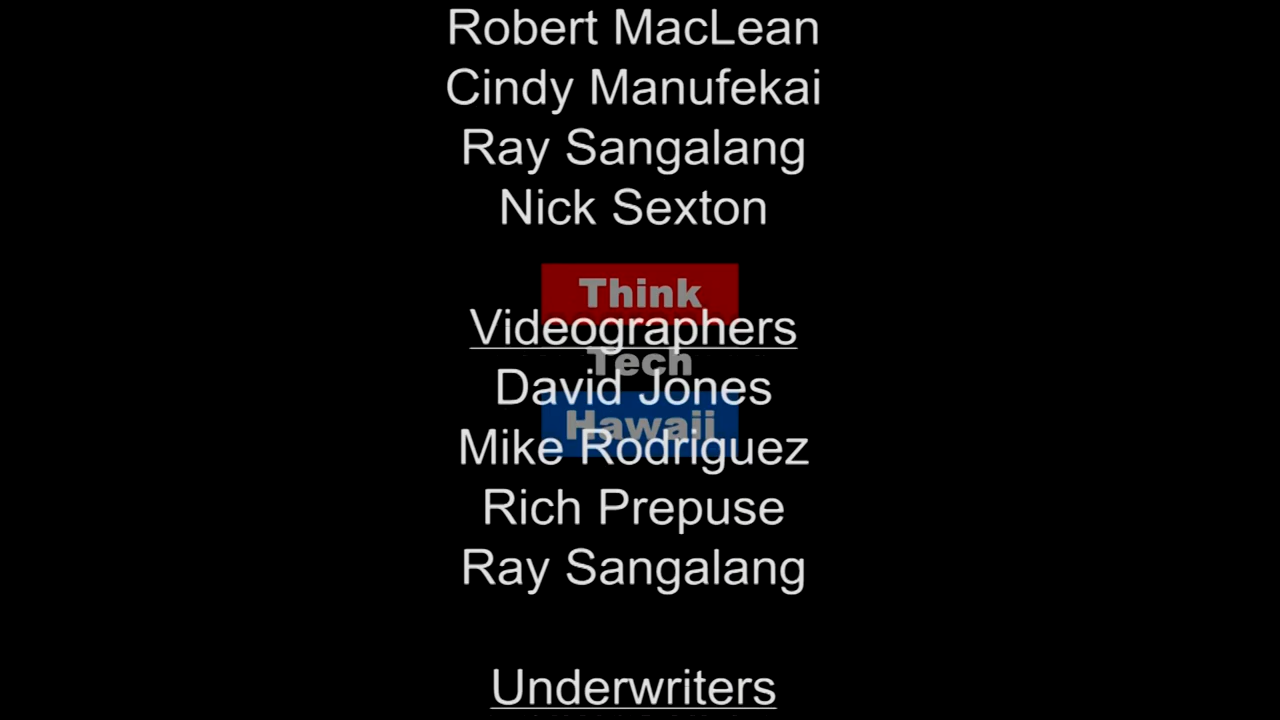 Robert MacLean
Cindy Manufekai
Ray Sangalang
Nick Sexton
Think
Videographers
Tech
David Jones
Hawaii
Mike Rodriguez
Rich Prepuse
Ray Sangalang
Underwriters